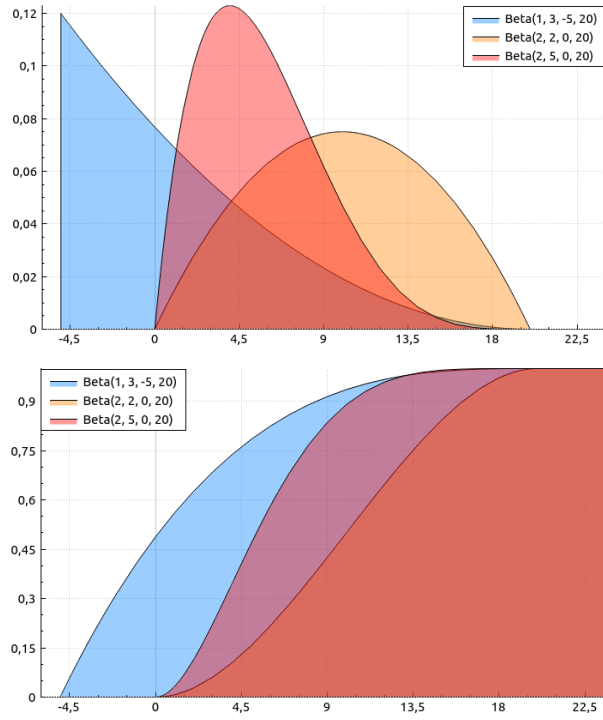 0,12
0,1
0,08
0,06
0,04
0,02
0
Beta(1, 3, -5, 20)
Beta(2, 2, 0, 20)
Beta(2, 5, 0, 20)
-4,5 0 4,5 9 13,5 18 22,5
Beta(1, 3, -5, 20)
Beta(2, 2, 0, 20)
Beta(2, 5, 0, 20)
0,9
0,75
0,6
0,45
0,3
0,15
0
-4,5 0 4,5 9 13,5 18 22,5